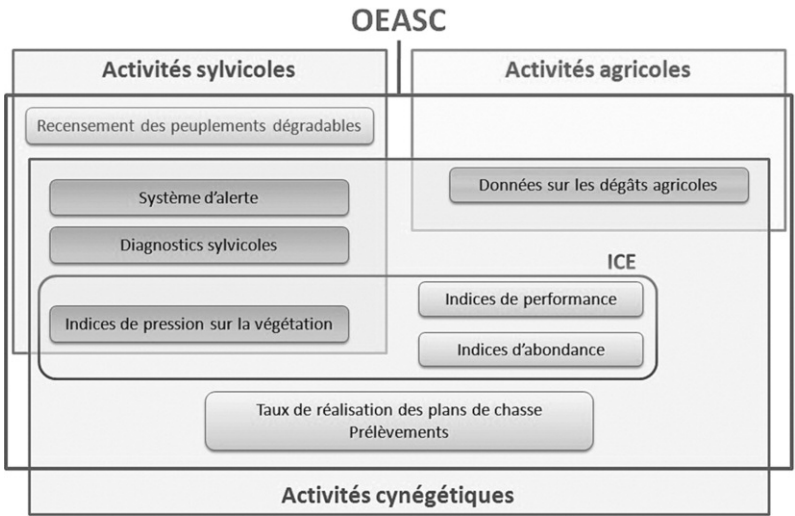 OEASC
Activités sylvicoles
Activités agricoles
Recensement des peuplements dégradables
Données sur les dégâts agricoles
Système d'alerte
Diagnostics sylvicoles
ICE
Indices de performance
Indices de pression sur la végétation
Indices d'abondance
Taux de réalisation des plans de chasse
Prélèvements
Activités cynégétiques